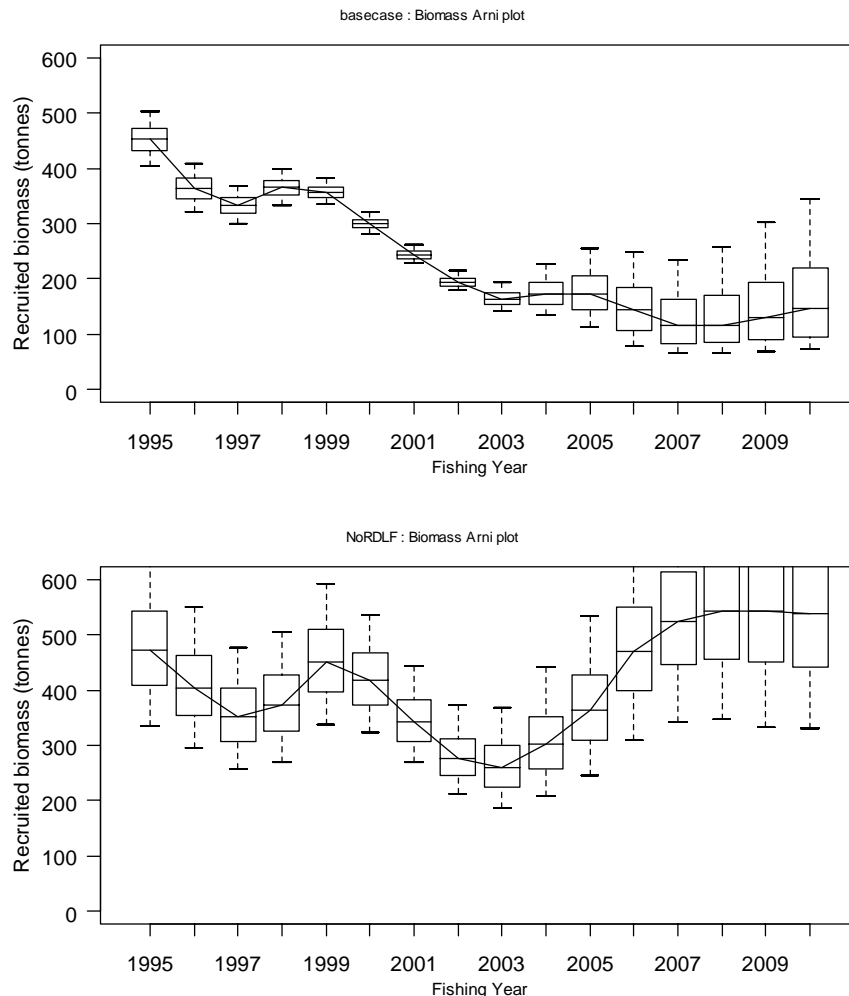 basecase : Biomass Arni plot
Recruited biomass (tonnes)
600
500
400
300
200
100
0
1995 1997 1999 2001 2003 2005 2007 2009
Fishing Year
NoRDLF : Biomass Arni plot
Recruited biomass (tonnes)
600
500
400
300
200
100
0
1995 1997 1999 2001 2003 2005 2007 2009
Fishing Year